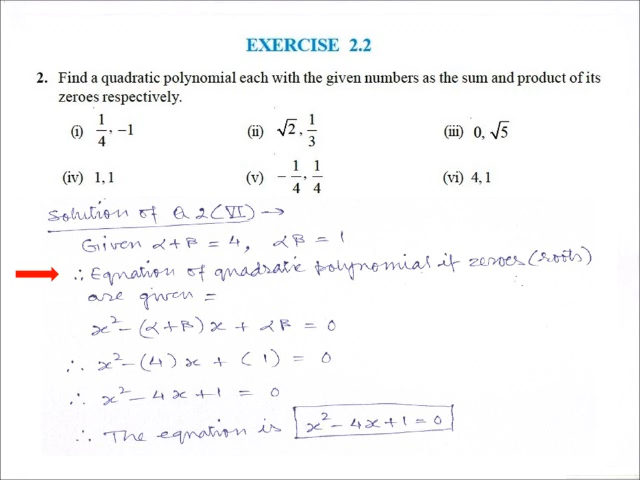 EXERCISE 2.2
2. Find a quadratic polynomial each with the given numbers as the sum and product of its
zeroes respectively.
(i) 1/4, −1 (ii) √2, 1/3 (iii) 0, √5
(iv) 1, 1 (v) −1/4, 1/4 (vi) 4, 1
Solution of Q 2(VI) →
Given α+β = 4, αβ = 1
∴ Equation of quadratic polynomial if zeroes (roots)
are given =
x² − (α+β)x + αβ = 0
∴ x² − (4)x + (1) = 0
∴ x² − 4x + 1 = 0
∴ The equation is x² − 4x + 1 = 0